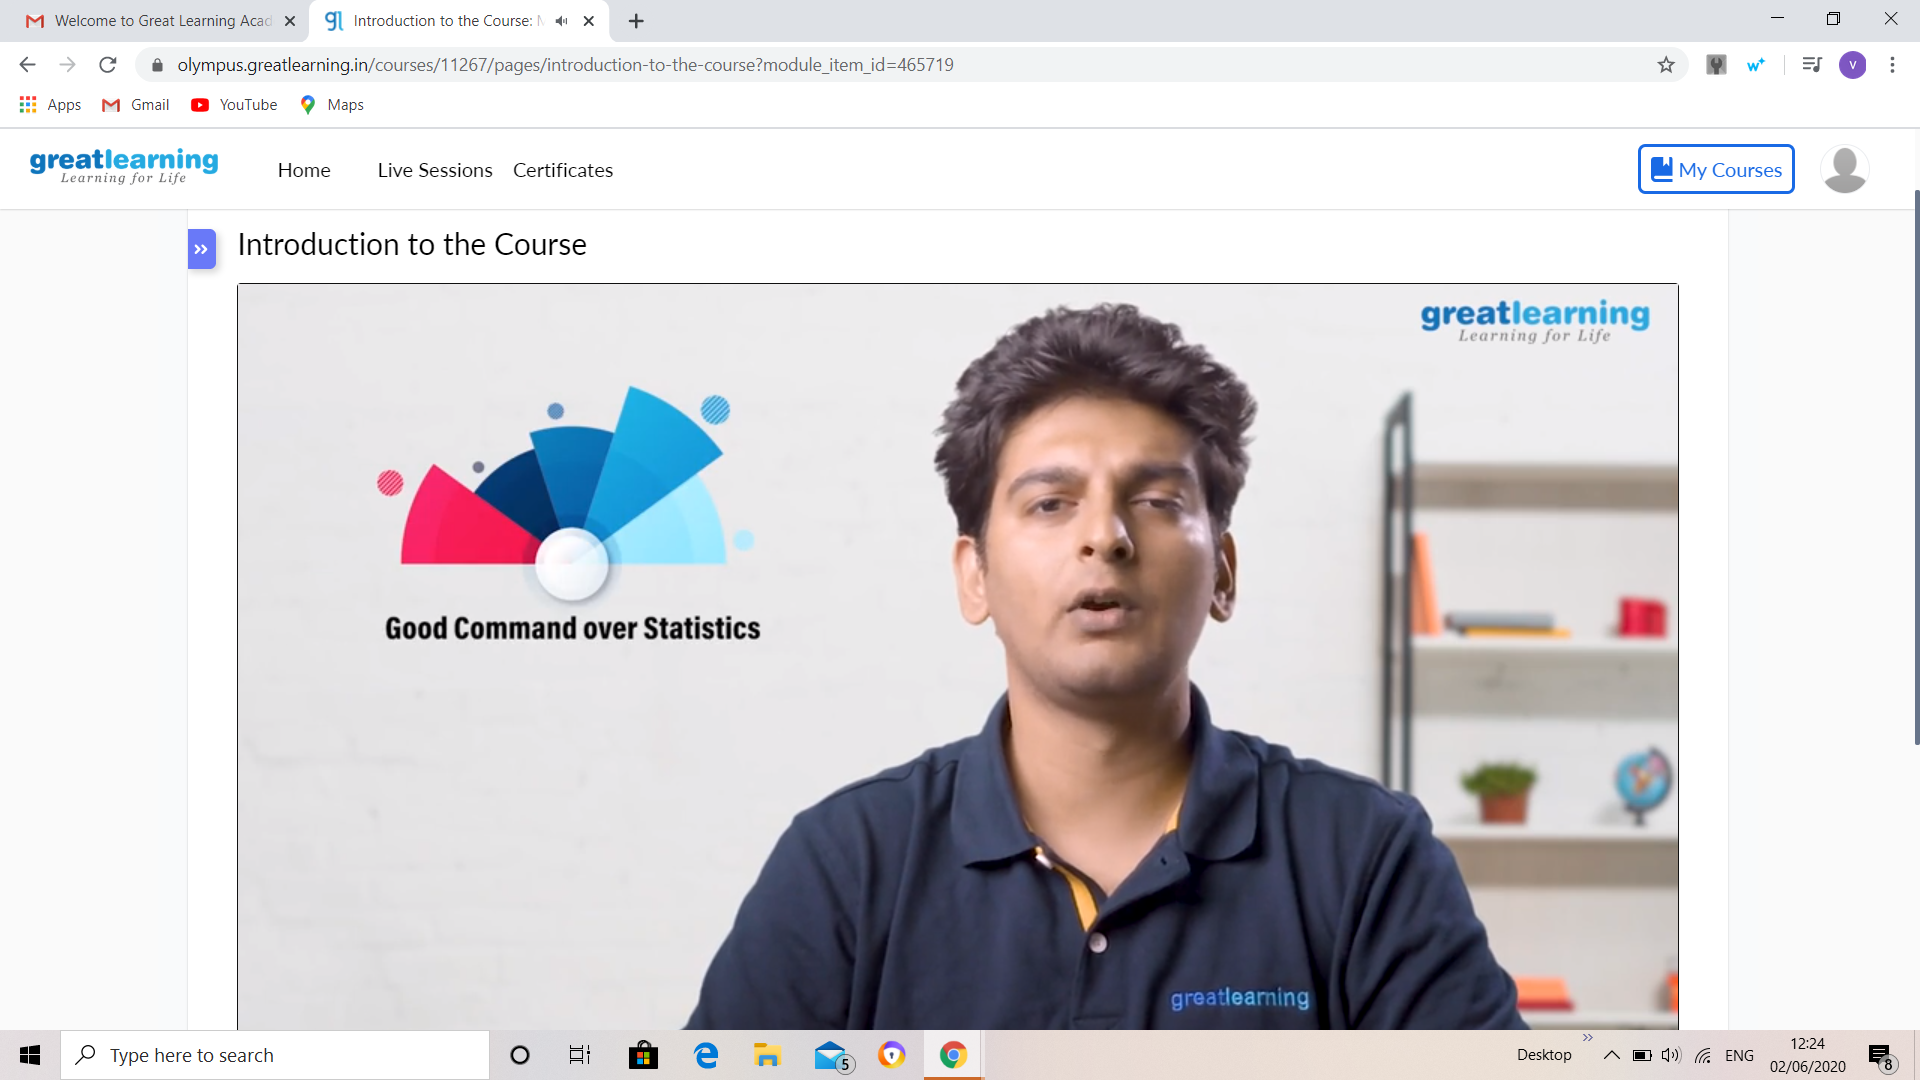 Welcome to Great Learning Acad
Introduction to the Course: M
olympus.greatlearning.in/courses/11267/pages/introduction-to-the-course?module_item_id=465719
w+
V
Apps
Gmail
YouTube
Maps
greatlearning
Learning for Life
Home
Live Sessions
Certificates
My Courses
Introduction to the Course
greatlearning
Learning for Life
Good Command over Statistics
greatlearning
Type here to search
5
Desktop
ENG
12:24
02/06/2020
8